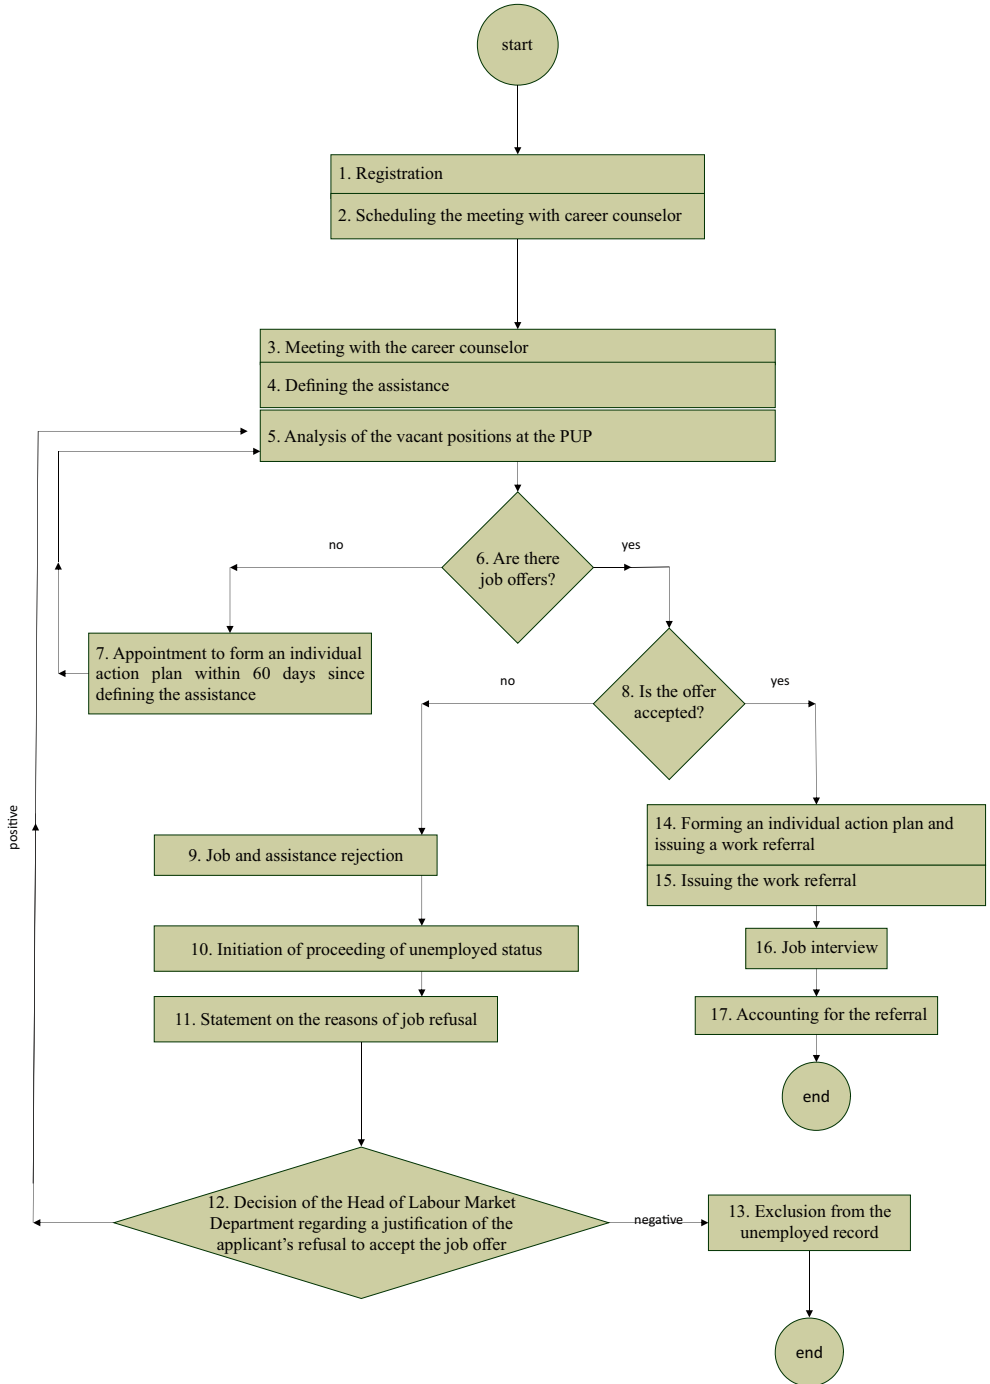 start
1. Registration
2. Scheduling the meeting with career counselor
3. Meeting with the career counselor
4. Defining the assistance
5. Analysis of the vacant positions at the PUP
6. Are there
job offers?
no
yes
7. Appointment to form an individual
action plan within 60 days since
defining the assistance
8. Is the offer
accepted?
no
yes
9. Job and assistance rejection
10. Initiation of proceeding of unemployed status
11. Statement on the reasons of job refusal
12. Decision of the Head of Labour Market
Department regarding a justification of the
applicant’s refusal to accept the job offer
positive
negative
13. Exclusion from the
unemployed record
end
14. Forming an individual action plan and
issuing a work referral
15. Issuing the work referral
16. Job interview
17. Accounting for the referral
end